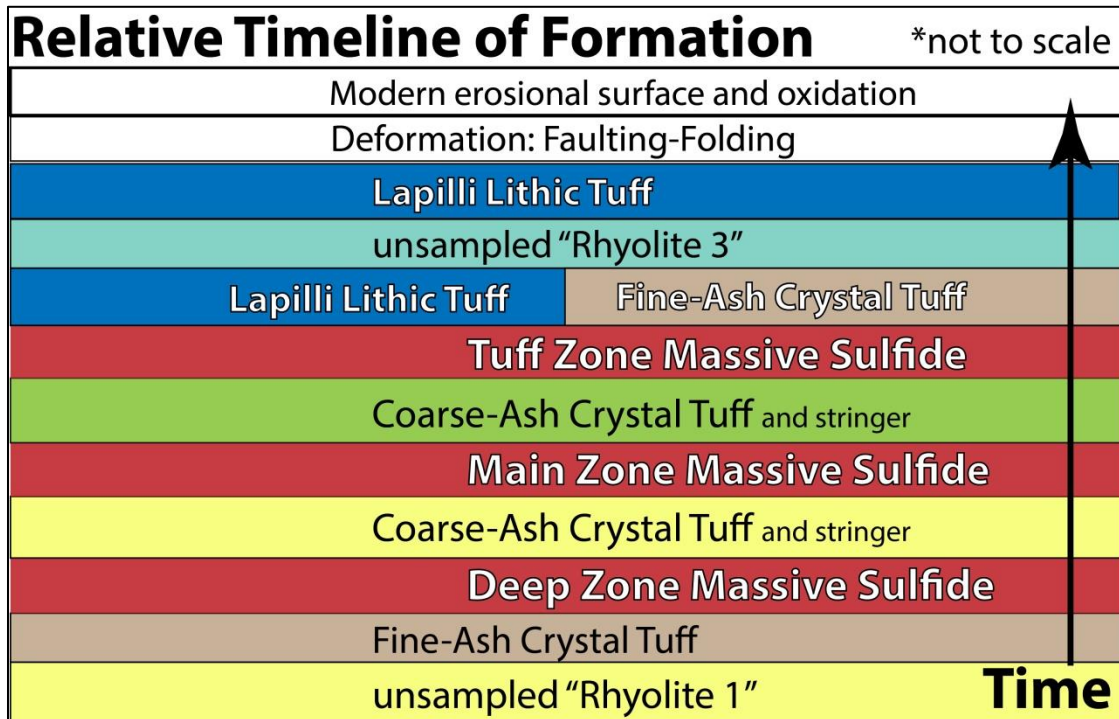 Relative Timeline of Formation *not to scale
Modern erosional surface and oxidation
Deformation: Faulting-Folding
Lapilli Lithic Tuff
unsampled “Rhyolite 3”
Lapilli Lithic Tuff Fine-Ash Crystal Tuff
Tuff Zone Massive Sulfide
Coarse-Ash Crystal Tuff and stringer
Main Zone Massive Sulfide
Coarse-Ash Crystal Tuff and stringer
Deep Zone Massive Sulfide
Fine-Ash Crystal Tuff
unsampled “Rhyolite 1” Time